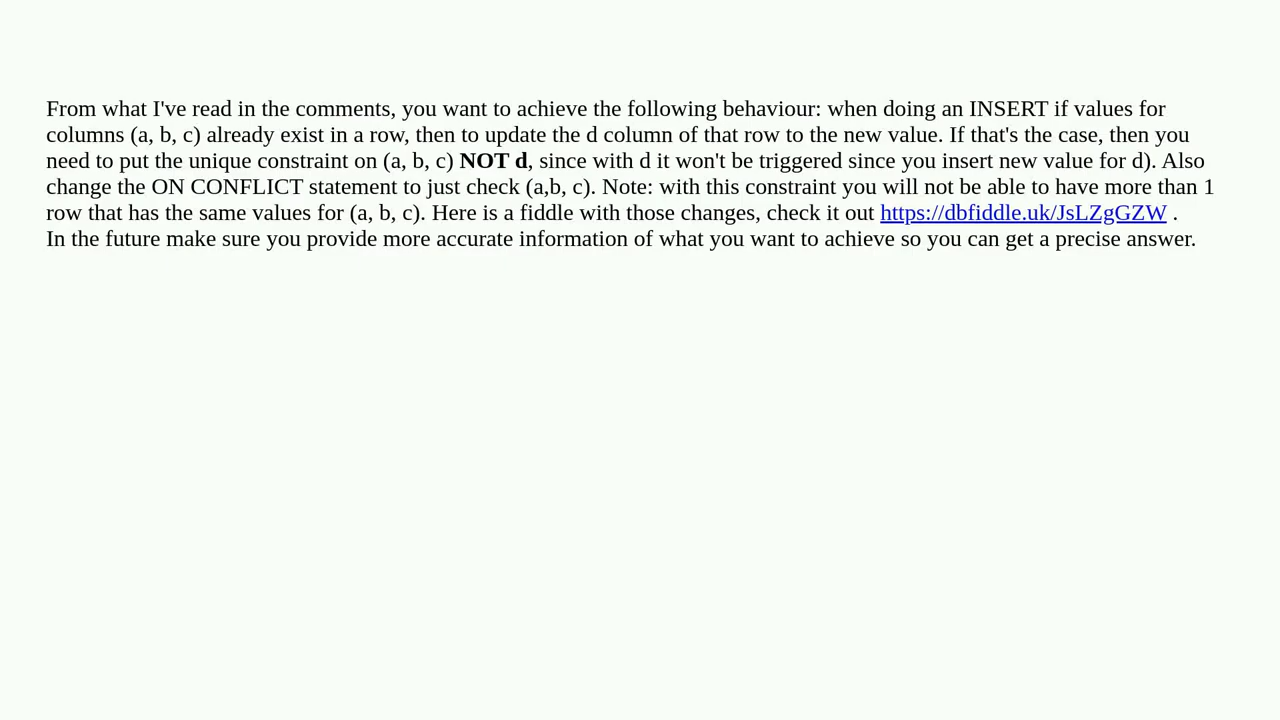 From what I've read in the comments, you want to achieve the following behaviour: when doing an INSERT if values for
columns (a, b, c) already exist in a row, then to update the d column of that row to the new value. If that's the case, then you
need to put the unique constraint on (a, b, c) NOT d, since with d it won't be triggered since you insert new value for d). Also
change the ON CONFLICT statement to just check (a,b, c). Note: with this constraint you will not be able to have more than 1
row that has the same values for (a, b, c). Here is a fiddle with those changes, check it out https://dbfiddle.uk/JsLZgGZW .
In the future make sure you provide more accurate information of what you want to achieve so you can get a precise answer.